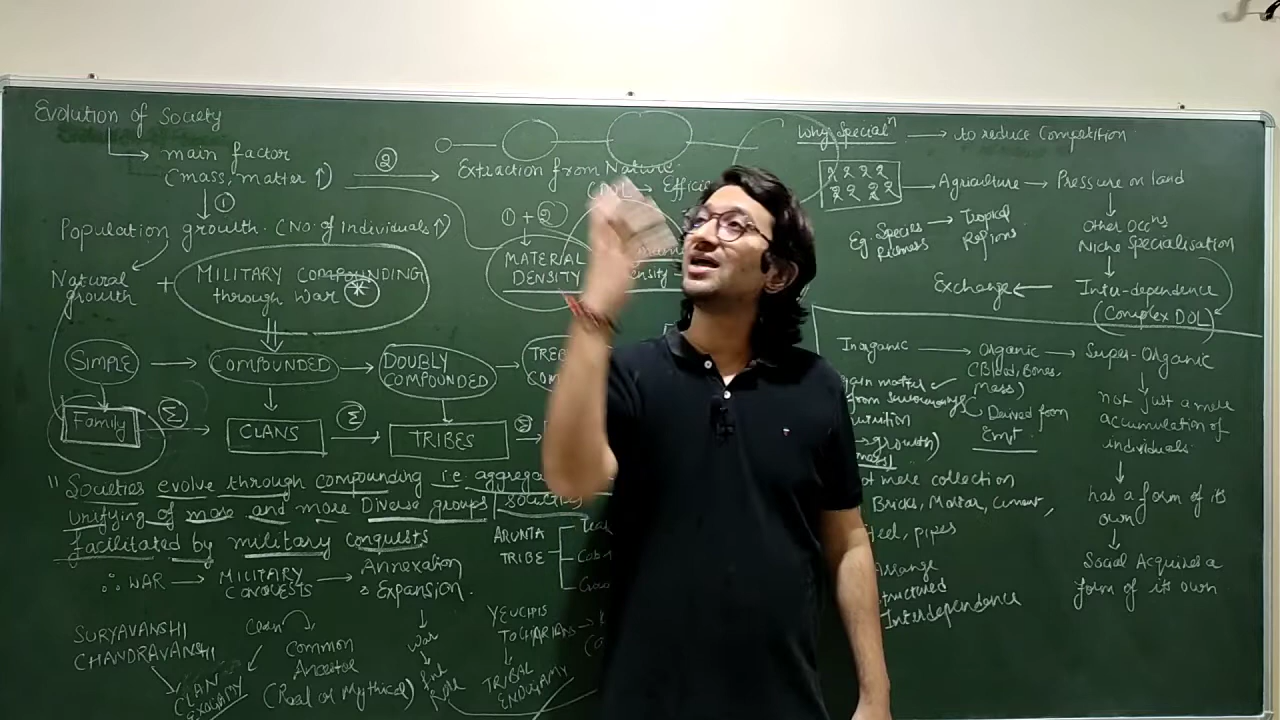 Evolution of Society
main factor
(mass, matter ↑)
①
Population growth. (No. of individuals ↑)
Natural growth + MILITARY COMPOUNDING
through War *
② Extraction from Nature.
(DOL →
① + ②
MATERIAL
DENSITY
SIMPLE → COMPOUNDED → DOUBLY
COMPOUNDED →
Family Σ → CLANS Σ → TRIBES Σ
" Societies evolve through compounding i.e
unifying of more and more Diverse groups | societies
facilitated by military conquests
∴ WAR → MILITARY
CONQUESTS → Annexation
& Expansion.
War
SURYAVANSHI
CHANDRAVANSHI
CLAN
EXOGAMY
Clan
Common
Ancestor
(Real or Mythical)
ARUNTA
TRIBE
YEUCHIS
TOCHARIANS
TRIBAL
ENDOGAMY
Why Specialⁿ → to reduce Competition
Agriculture → Pressure on land
Eg. Species
Richness → Tropical
Regions
Other Occⁿs
Niche Specialisation
Exchange ← Inter-dependence
(Complex DOL)
Inorganic → Organic → Super-Organic
(Blood, Bones,
Mass)
Derived from
Emt.
not just a mere
accumulation of
individuals
mere collection
Bricks, Mortar, Cement,
pipes
Arrange
Interdependence
has a form of its
own
Social Acquires a
form of its own